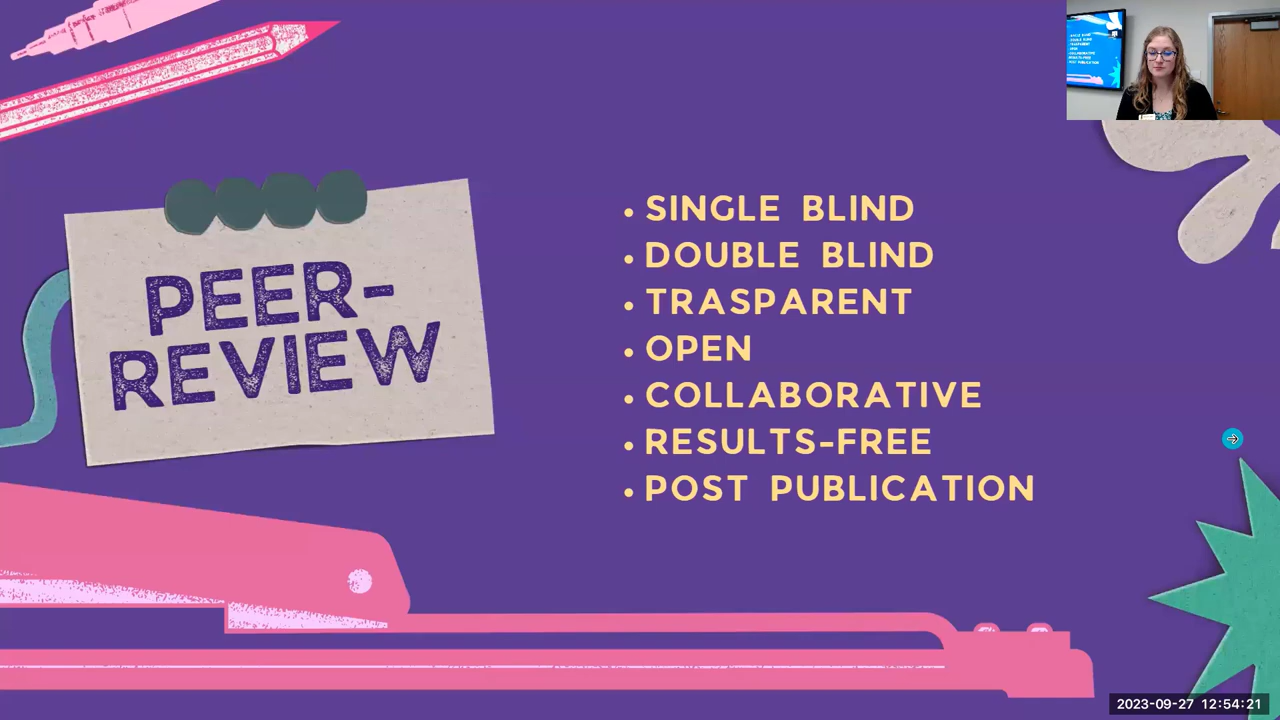 PEER-
REVIEW
• SINGLE BLIND
• DOUBLE BLIND
• TRASPARENT
• OPEN
• COLLABORATIVE
• RESULTS-FREE
• POST PUBLICATION
2023-09-27 12:54:21